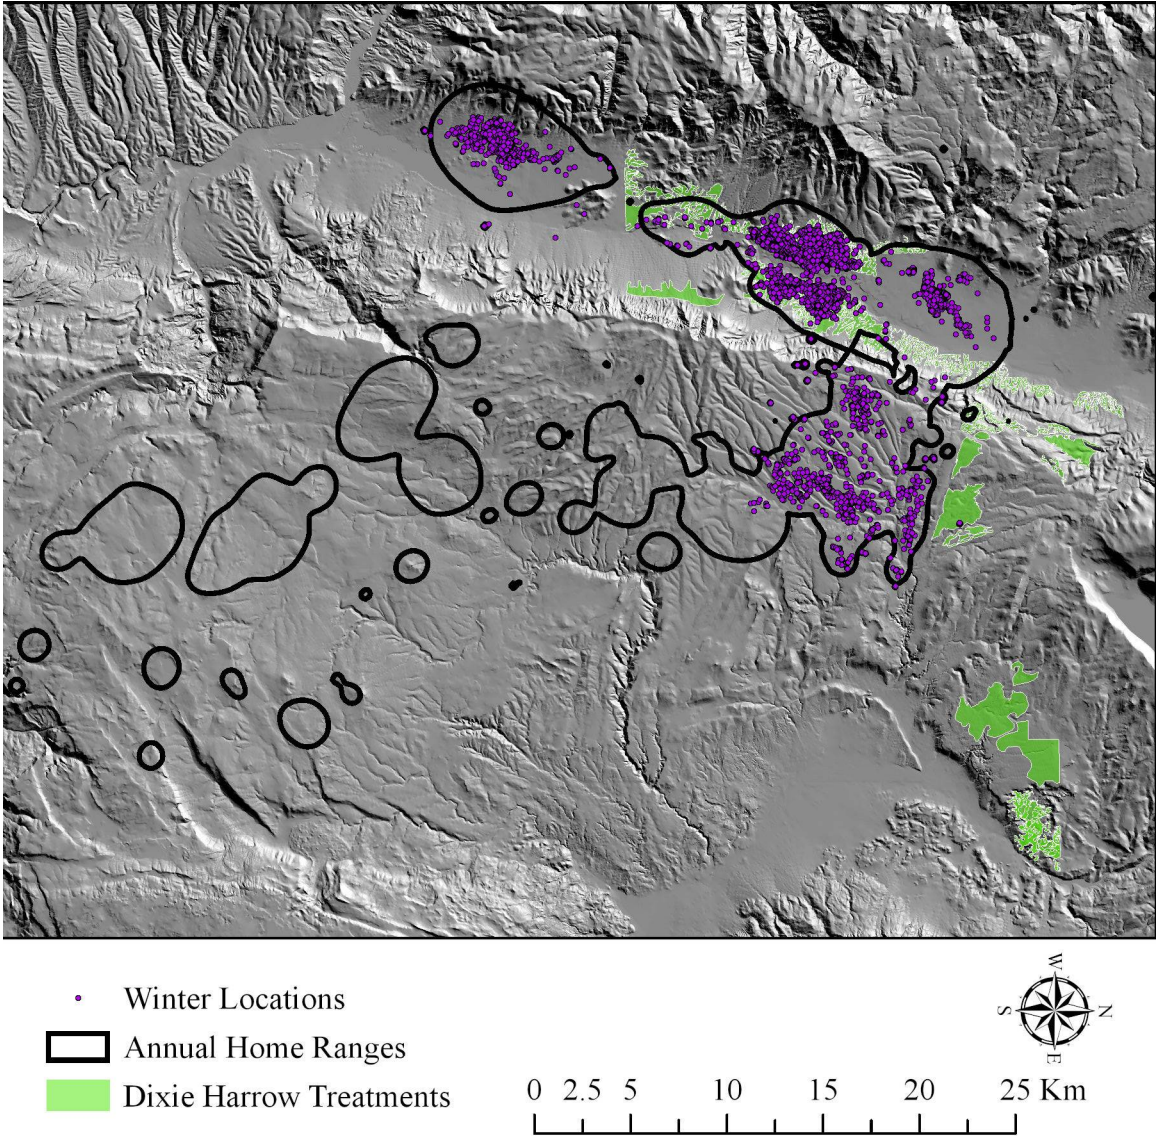 W
S N
E
Winter Locations
Annual Home Ranges
Dixie Harrow Treatments
0 2.5 5 10 15 20 25 Km